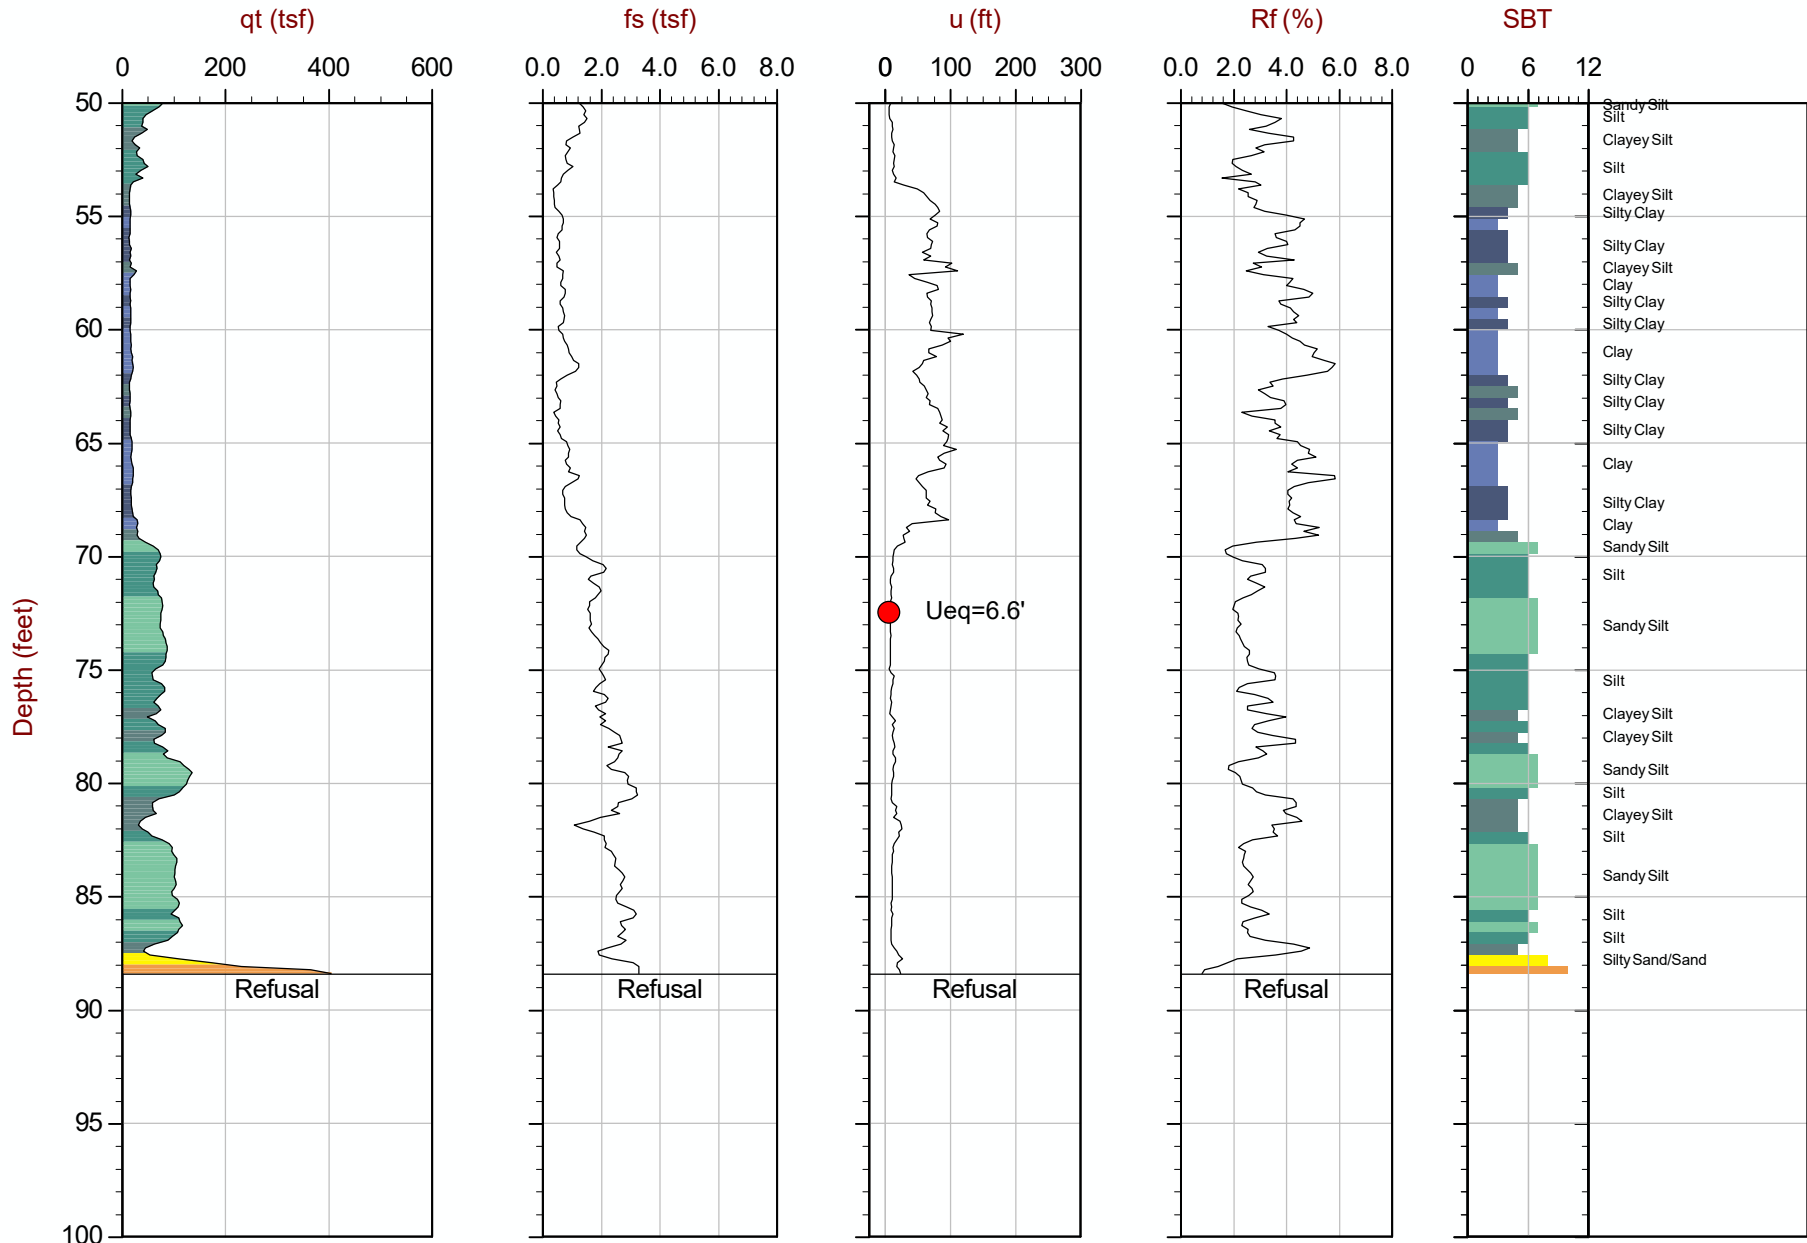 qt (tsf) fs (tsf) u (ft) Rf (%) SBT
0 200 400 600 0.0 2.0 4.0 6.0 8.0 0 100 200 300 0.0 2.0 4.0 6.0 8.0 0 6 12
50
Sandy Silt
Silt
Clayey Silt
Silt
Clayey Silt
Silty Clay
55
Silty Clay
Clayey Silt
Clay
Silty Clay
Silty Clay
60
Clay
Silty Clay
Silty Clay
Silty Clay
65
Clay
Silty Clay
Clay
Sandy Silt
70
Silt
Ueq=6.6'
Sandy Silt
Depth (feet)
75
Silt
Clayey Silt
Clayey Silt
Sandy Silt
80
Silt
Clayey Silt
Silt
Sandy Silt
85
Silt
Silt
Silty Sand/Sand
Refusal Refusal Refusal Refusal
90
95
100